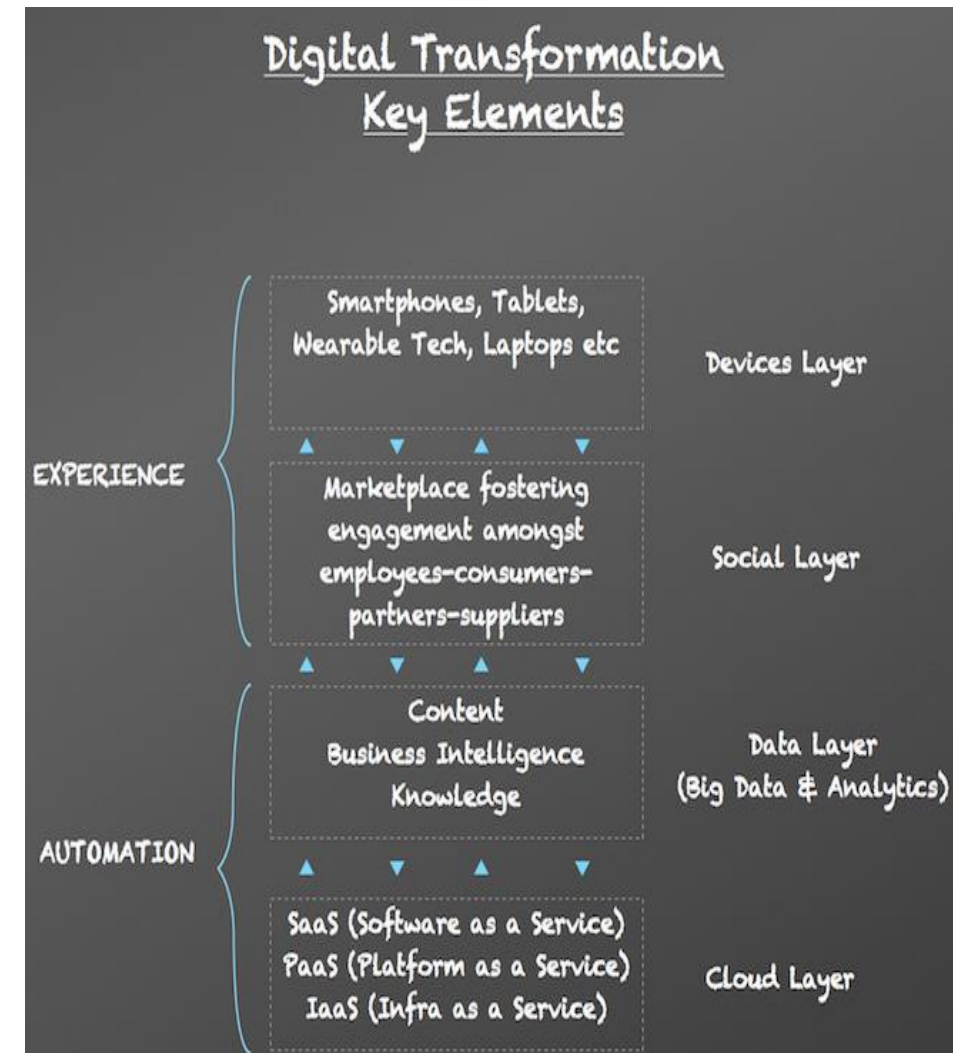 Digital Transformation
Key Elements
Smartphones, Tablets,
Wearable Tech, Laptops etc
Devices Layer
EXPERIENCE
Marketplace fostering
engagement amongst
employees-consumers-
partners-suppliers
Social Layer
Content
Business Intelligence
Knowledge
Data Layer
(Big Data & Analytics)
AUTOMATION
SaaS (Software as a Service)
PaaS (Platform as a Service)
IaaS (Infra as a Service)
Cloud Layer